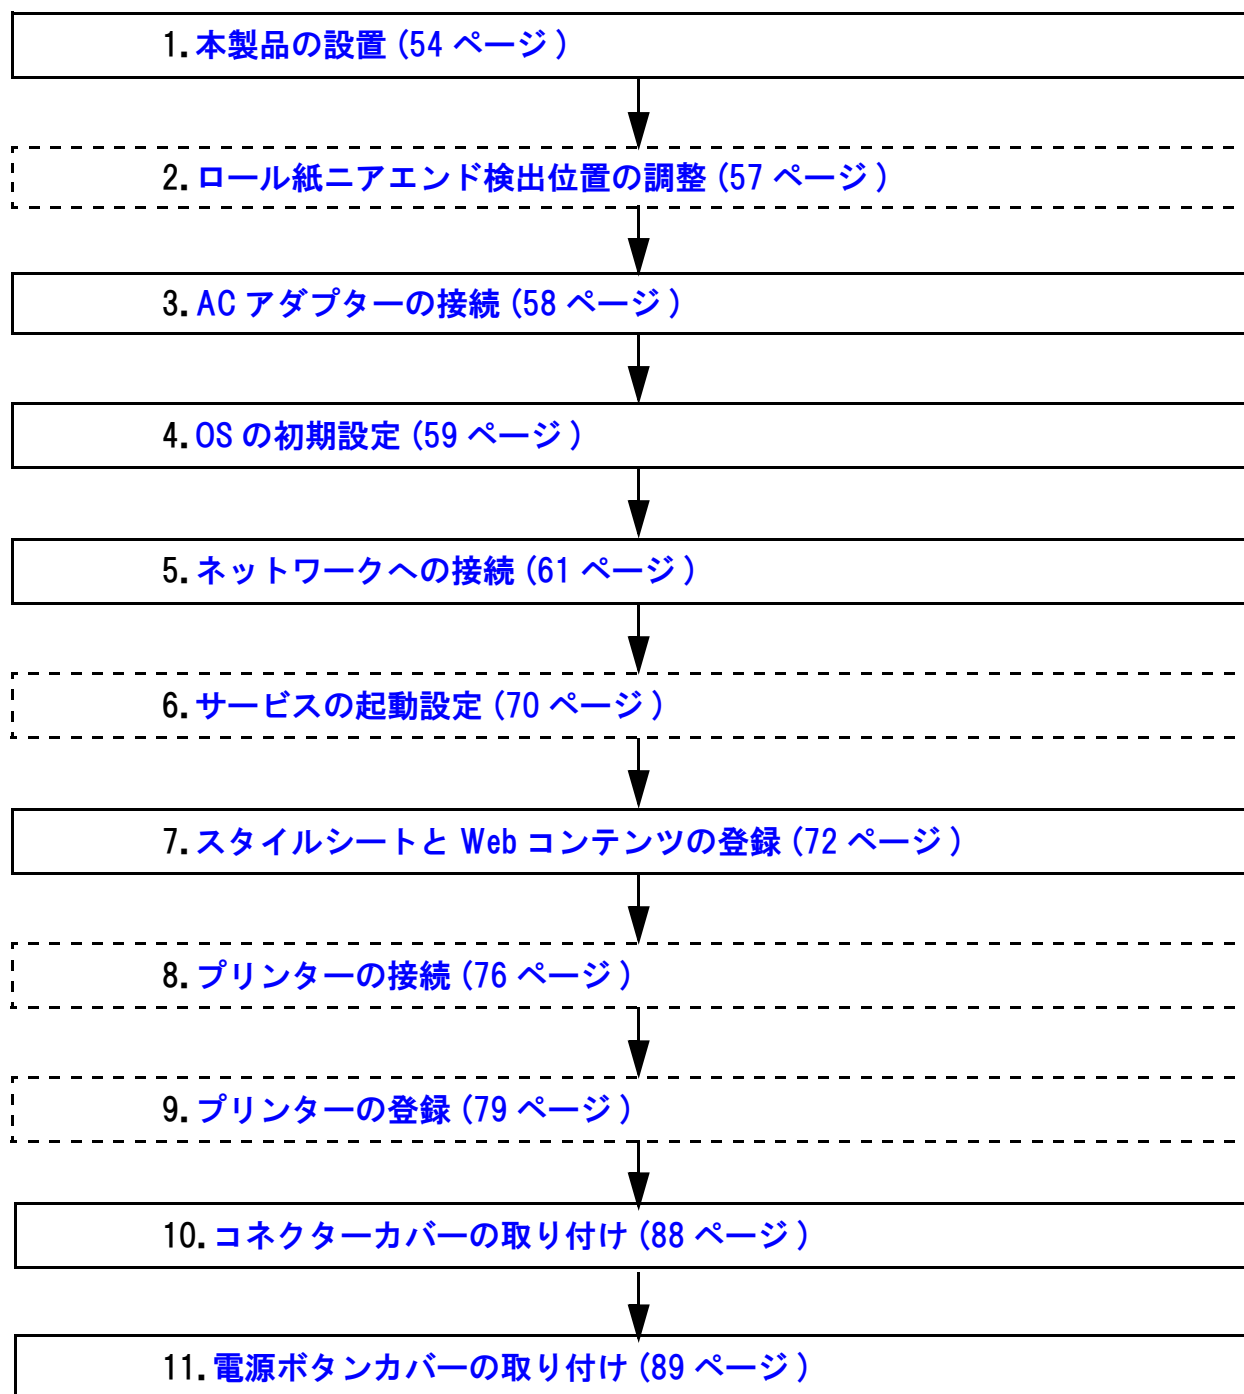 1. 本製品の設置 (54 ページ )
2. ロール紙ニアエンド検出位置の調整 (57 ページ )
3. AC アダプターの接続 (58 ページ )
4. OS の初期設定 (59 ページ )
5. ネットワークへの接続 (61 ページ )
6. サービスの起動設定 (70 ページ )
7. スタイルシートと Web コンテンツの登録 (72 ページ )
8. プリンターの接続 (76 ページ )
9. プリンターの登録 (79 ページ )
10. コネクターカバーの取り付け (88 ページ )
11. 電源ボタンカバーの取り付け (89 ページ )